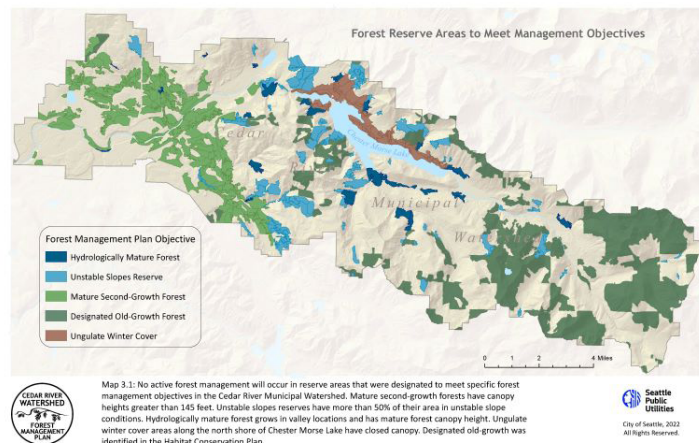 Forest Reserve Areas to Meet Management Objectives
Cedar
Chester Morse Lake
Municipal
Watershed
Forest Management Plan Objective
Hydrologically Mature Forest
Unstable Slopes Reserve
Mature Second-Growth Forest
Designated Old-Growth Forest
Ungulate Winter Cover
0 1 2 4 Miles
CEDAR RIVER
WATERSHED
FOREST
MANAGEMENT
PLAN
Map 3.1: No active forest management will occur in reserve areas that were designated to meet specific forest
management objectives in the Cedar River Municipal Watershed. Mature second-growth forests have canopy
heights greater than 145 feet. Unstable slopes reserves have more than 50% of their area in unstable slope
conditions. Hydrologically mature forest grows in valley locations and has mature forest canopy height. Ungulate
winter cover areas along the north shore of Chester Morse Lake have closed canopy. Designated old-growth was
identified in the Habitat Conservation Plan
Seattle
Public
Utilities
City of Seattle, 2022
All Rights Reserved.